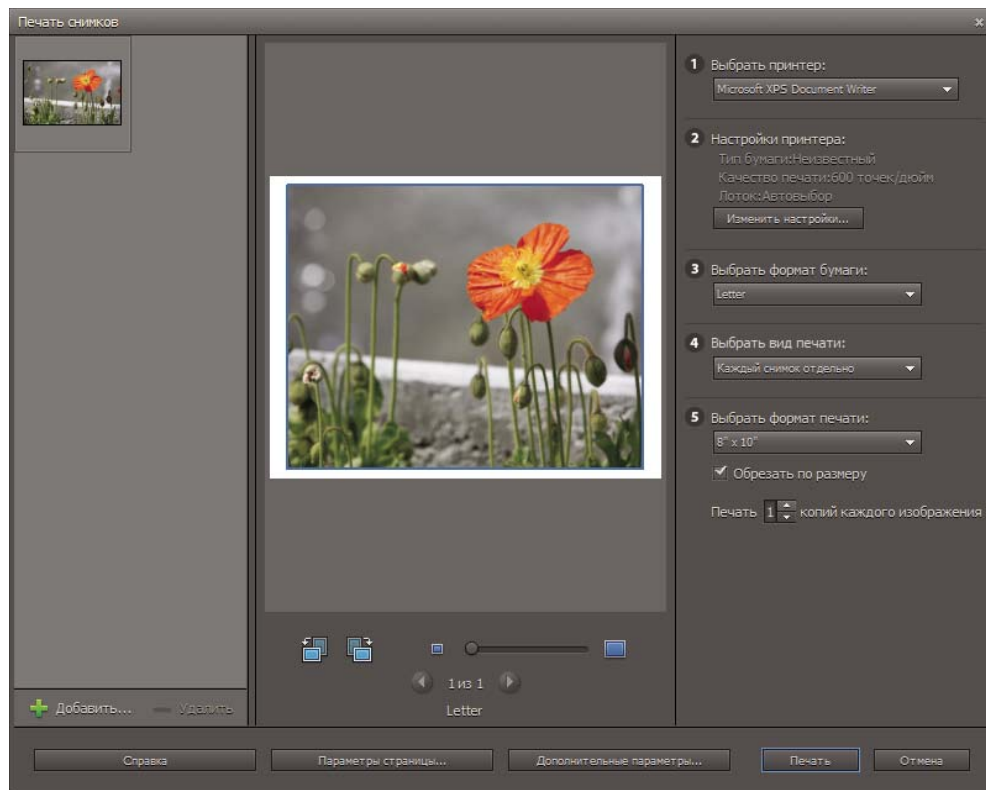 Печать снимков
1 Выбрать принтер:
Microsoft XPS Document Writer
2 Настройки принтера:
Тип бумаги:Неизвестный
Качество печати:600 точек/дюйм
Лоток:Автовыбор
Изменить настройки...
3 Выбрать формат бумаги:
Letter
4 Выбрать вид печати:
Каждый снимок отдельно
5 Выбрать формат печати:
8" x 10"
Обрезать по размеру
Печать 1 копий каждого изображения
1 из 1
Letter
Добавить... Удалить
Справка Параметры страницы... Дополнительные параметры... Печать Отмена